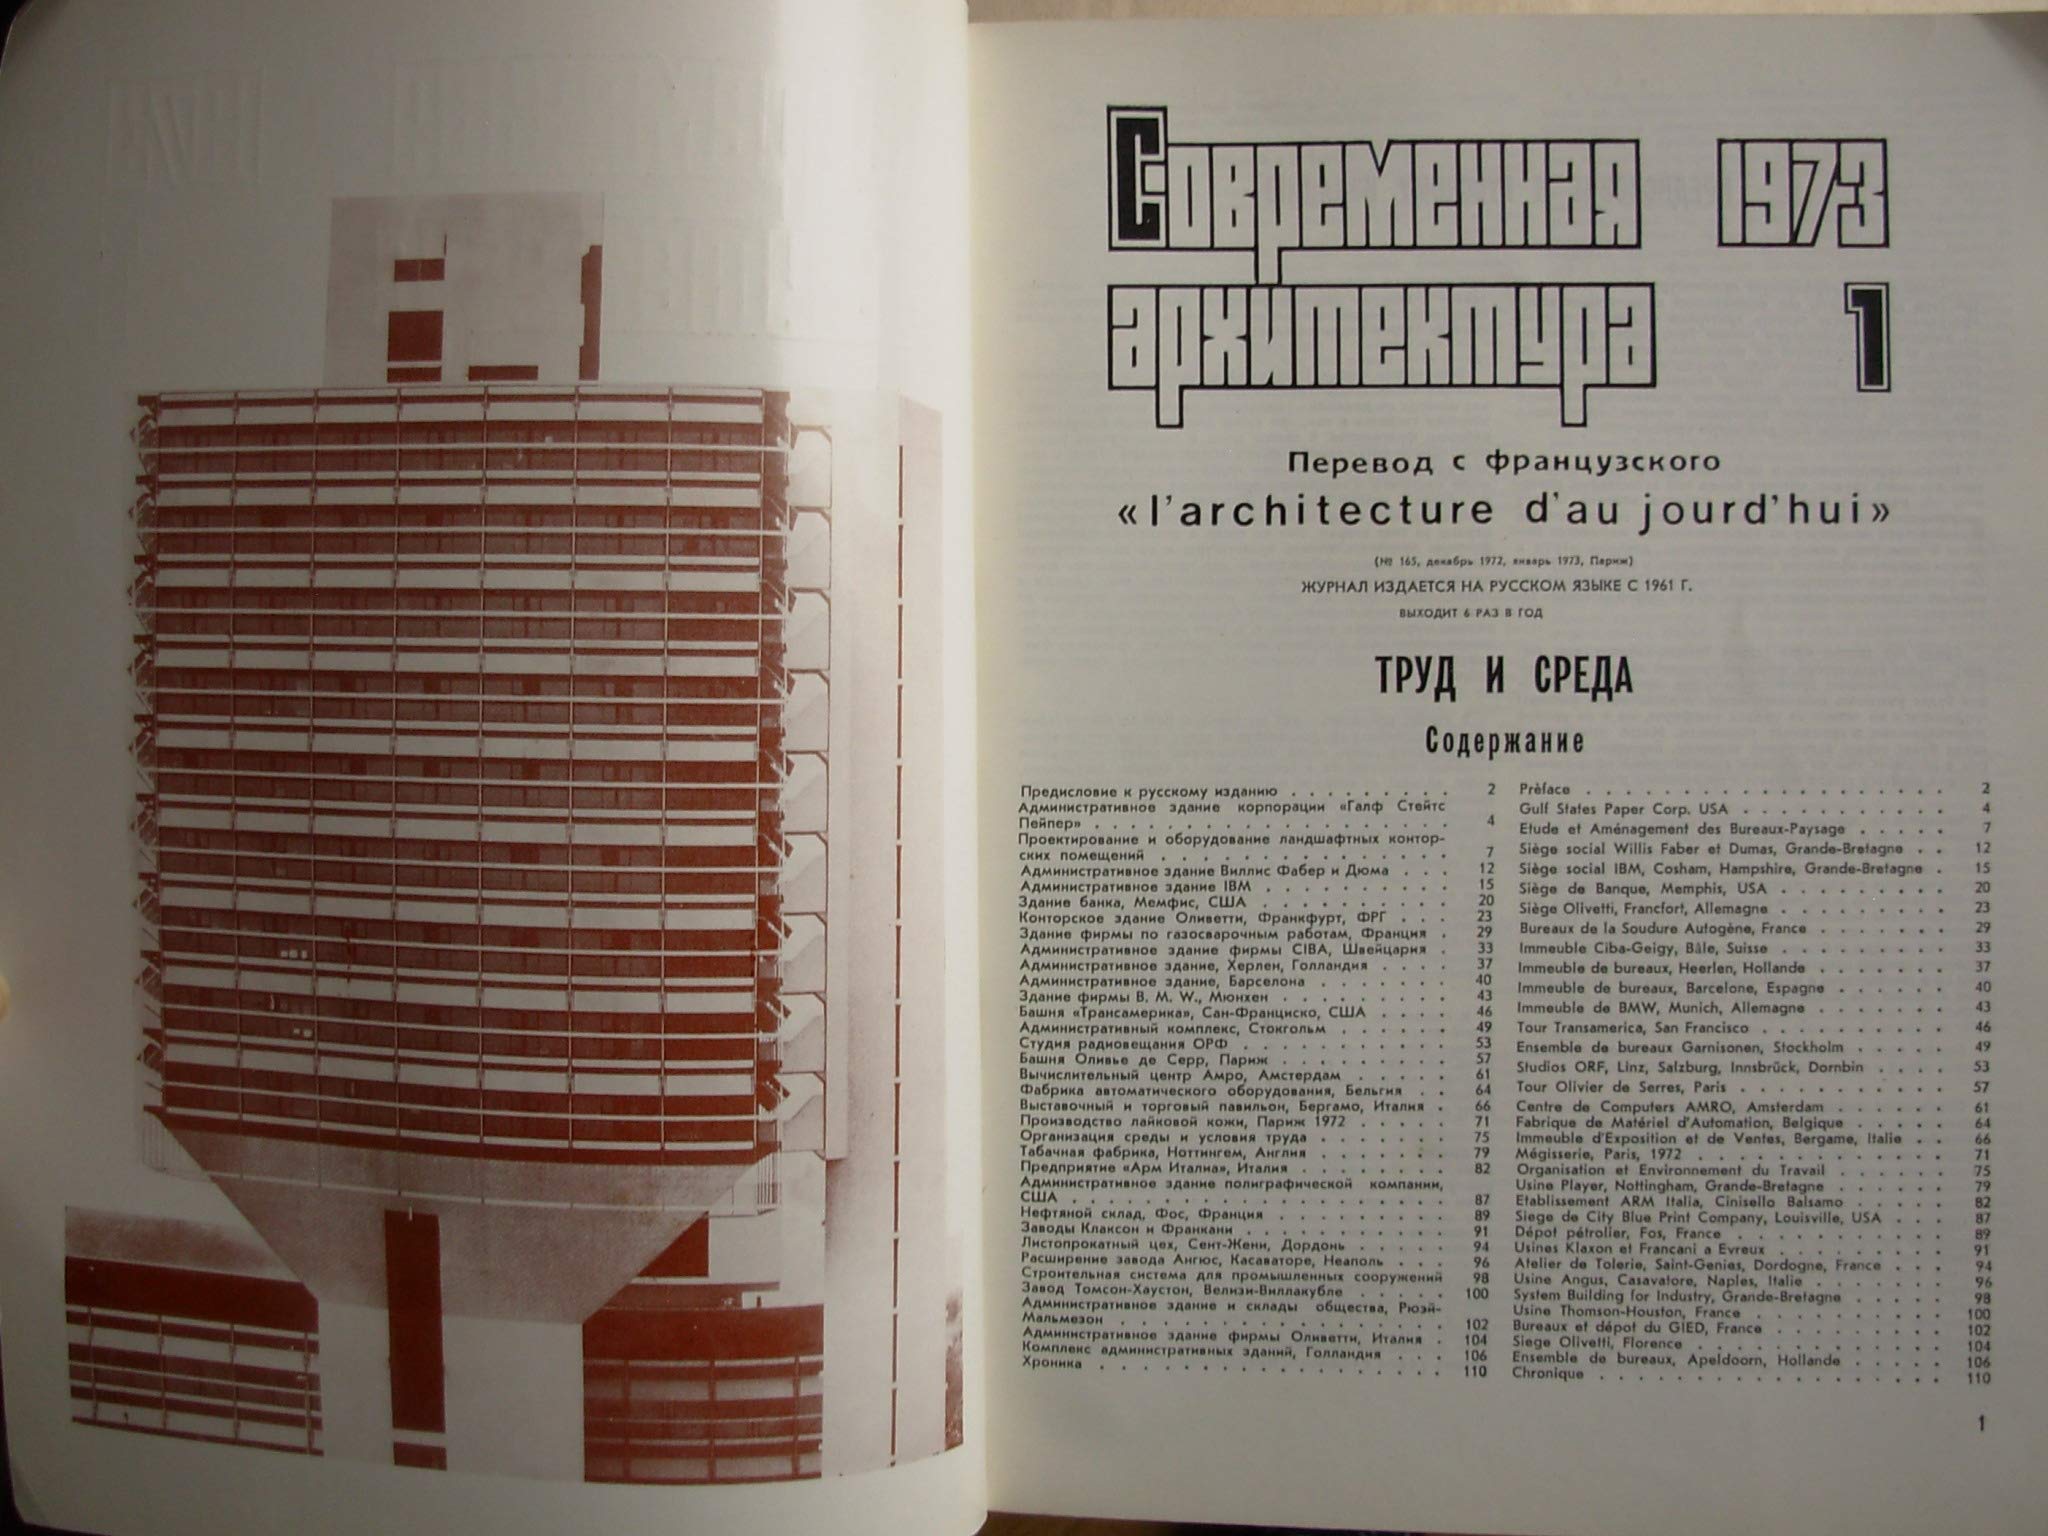 Современная 1973
архитектура 1
Перевод с французского
«l'architecture d'au jourd'hui»
(№ 165, декабрь 1972, январь 1973, Париж)
ЖУРНАЛ ИЗДАЕТСЯ НА РУССКОМ ЯЗЫКЕ С 1961 Г.
ВЫХОДИТ 6 РАЗ В ГОД
ТРУД И СРЕДА
Содержание
Предисловие к русскому изданию . . . . . . . . . 2
Административное здание корпорации «Галф Стейтс
Пейпер» . . . . . . . . . . . . . . . . . . 4
Проектирование и оборудование ландшафтных контор-
ских помещений . . . . . . . . . . . . . . 7
Административное здание Виллис Фабер и Дюма . . . 12
Административное здание IBM . . . . . . . . . 15
Здание банка, Мемфис, США . . . . . . . . . . 20
Конторское здание Оливетти, Франкфурт, ФРГ . . . 23
Здание фирмы по газосварочным работам, Франция . 29
Административное здание фирмы CIBA, Швейцария . 33
Административное здание, Херлен, Голландия . . . . 37
Административное здание, Барселона . . . . . . . 40
Здание фирмы B. M. W., Мюнхен . . . . . . . . . 43
Башня «Трансамерика», Сан-Франциско, США . . . . 46
Административный комплекс, Стокгольм . . . . . . 49
Студия радиовещания ОРФ . . . . . . . . . . . 53
Башня Оливье де Серр, Париж . . . . . . . . . 57
Вычислительный центр Амро, Амстердам . . . . . 61
Фабрика автоматического оборудования, Бельгия . . 64
Выставочный и торговый павильон, Бергамо, Италия . 66
Производство лайковой кожи, Париж 1972 . . . . . 71
Организация среды и условия труда . . . . . . . 75
Табачная фабрика, Ноттингем, Англия . . . . . . . 79
Предприятие «Арм Италиа», Италия . . . . . . . 82
Административное здание полиграфической компании,
США . . . . . . . . . . . . . . . . . . . 87
Нефтяной склад, Фос, Франция . . . . . . . . . 89
Заводы Клаксон и Франкани . . . . . . . . . . 91
Листопрокатный цех, Сент-Жени, Дордонь . . . . . 94
Расширение завода Ангюс, Касаваторе, Неаполь . . . 96
Строительная система для промышленных сооружений 98
Завод Томсон-Хаустон, Велизи-Виллакубле . . . . . 100
Административное здание и склады общества, Рюэй-
Мальмезон . . . . . . . . . . . . . . . . . 102
Административное здание фирмы Оливетти, Италия . 104
Комплекс административных зданий, Голландия . . . 106
Хроника . . . . . . . . . . . . . . . . . . 110
Prèface . . . . . . . . . . . . . . . . . . . 2
Gulf States Paper Corp. USA . . . . . . . . . . . 4
Etude et Aménagement des Bureaux-Paysage . . . . . 7
Siège social Willis Faber et Dumas, Grande-Bretagne . . 12
Siège social IBM, Cosham, Hampshire, Grande-Bretagne . 15
Siège de Banque, Memphis, USA . . . . . . . . . . 20
Siège Olivetti, Francfort, Allemagne . . . . . . . . . 23
Bureaux de la Soudure Autogène, France . . . . . . . 29
Immeuble Ciba-Geigy, Bâle, Suisse . . . . . . . . . 33
Immeuble de bureaux, Heerlen, Hollande . . . . . . . 37
Immeuble de bureaux, Barcelone, Espagne . . . . . . 40
Immeuble de BMW, Munich, Allemagne . . . . . . . 43
Tour Transamerica, San Francisco . . . . . . . . . . 46
Ensemble de bureaux Garnisonen, Stockholm . . . . . 49
Studios ORF, Linz, Salzburg, Innsbrück, Dornbin . . . . 53
Tour Olivier de Serres, Paris . . . . . . . . . . . . 57
Centre de Computers AMRO, Amsterdam . . . . . . 61
Fabrique de Matériel d'Automation, Belgique . . . . . 64
Immeuble d'Exposition et de Ventes, Bergame, Italie . . 66
Mégisserie, Paris, 1972 . . . . . . . . . . . . . 71
Organisation et Environnement du Travail . . . . . . 75
Usine Player, Nottingham, Grande-Bretagne . . . . . . 79
Etablissement ARM Italia, Cinisello Balsamo . . . . . 82
Siege de City Blue Print Company, Louisville, USA . . . 87
Dépot pétrolier, Fos, France . . . . . . . . . . . 89
Usines Klaxon et Francani a Evreux . . . . . . . . 91
Atelier de Tolerie, Saint-Genies, Dordogne, France . . . 94
Usine Angus, Casavatore, Naples, Italie . . . . . . . 96
System Building for Industry, Grande-Bretagne . . . . . 98
Usine Thomson-Houston, France . . . . . . . . . . 100
Bureaux et dépot du GIED, France . . . . . . . . . 102
Siege Olivetti, Florence . . . . . . . . . . . . . 104
Ensemble de bureaux, Apeldoorn, Hollande . . . . . 106
Chronique . . . . . . . . . . . . . . . . . . 110
1